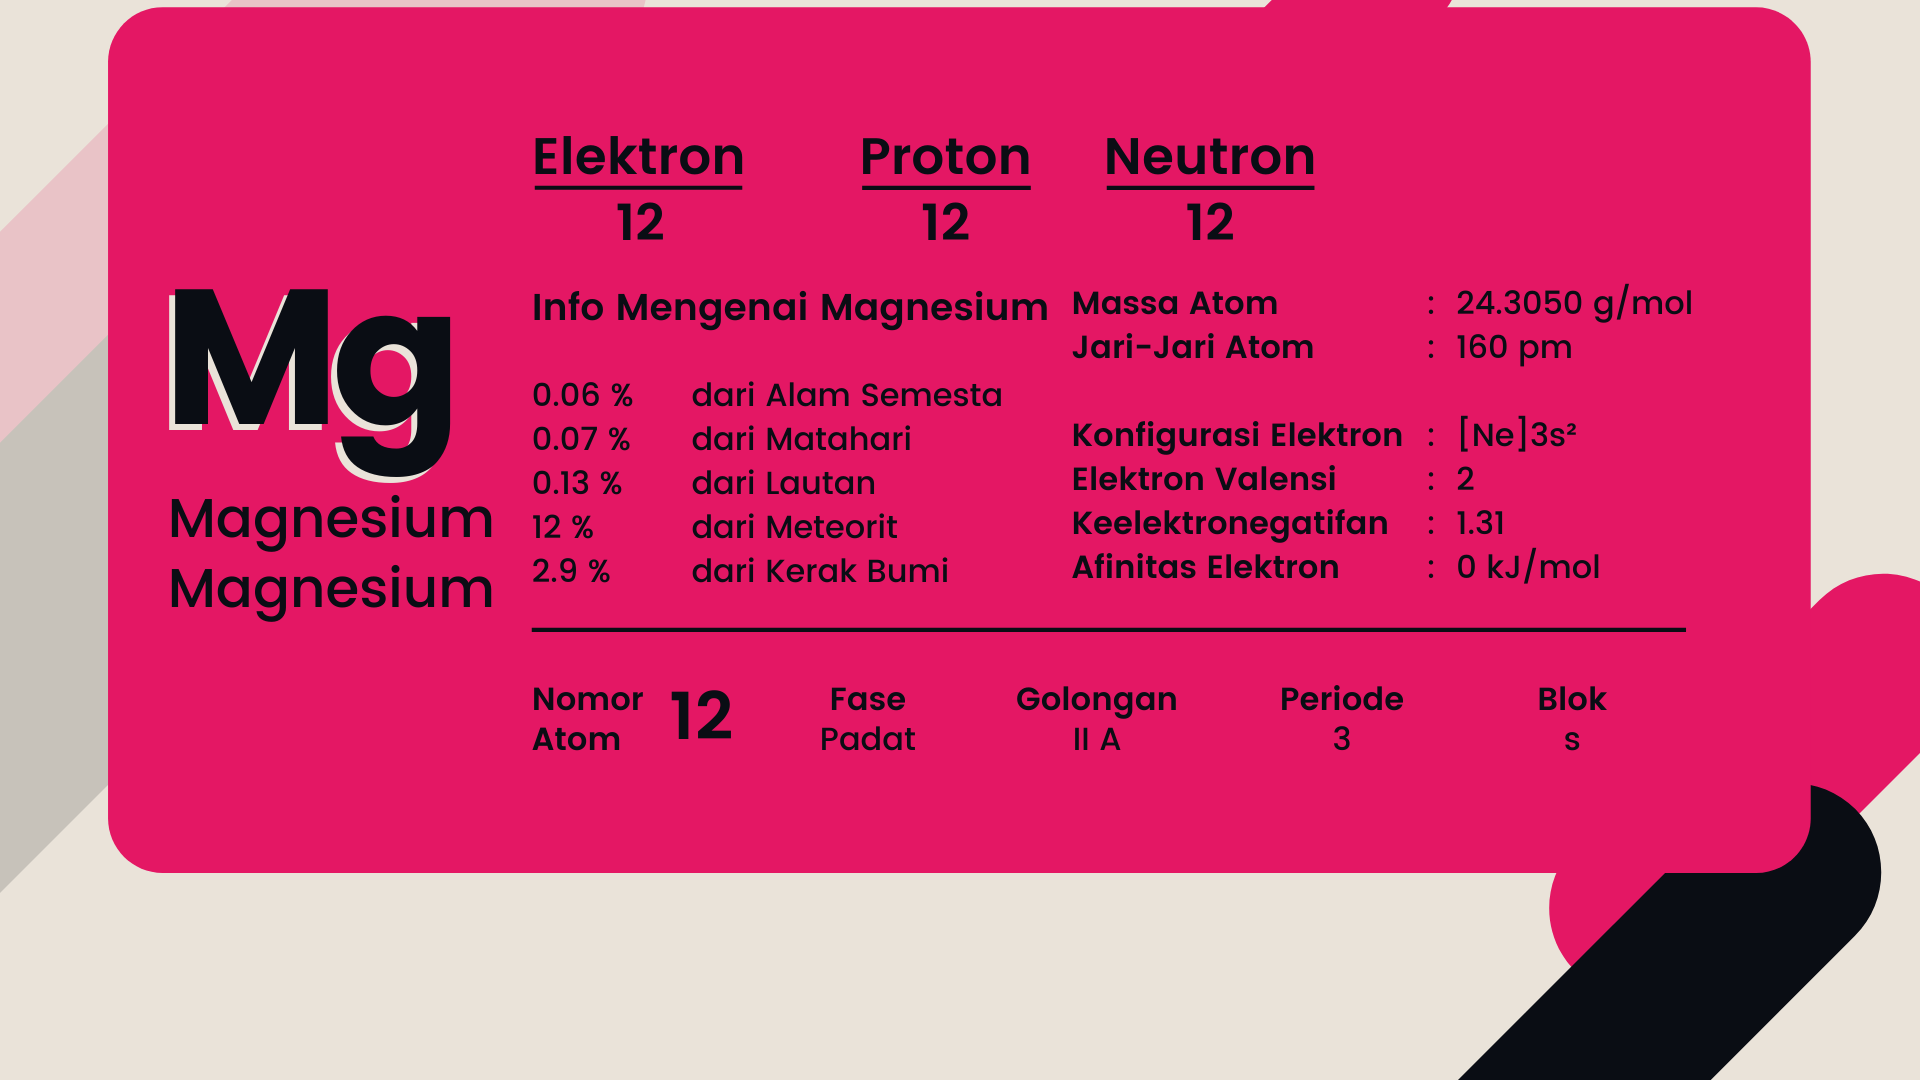 Mg
Magnesium
Magnesium
Elektron Proton Neutron
12 12 12
Info Mengenai Magnesium
0.06 % dari Alam Semesta
0.07 % dari Matahari
0.13 % dari Lautan
12 % dari Meteorit
2.9 % dari Kerak Bumi
Massa Atom : 24.3050 g/mol
Jari-Jari Atom : 160 pm
Konfigurasi Elektron : [Ne]3s²
Elektron Valensi : 2
Keelektronegatifan : 1.31
Afinitas Elektron : 0 kJ/mol
Nomor Atom 12
Fase
Padat
Golongan
II A
Periode
3
Blok
s